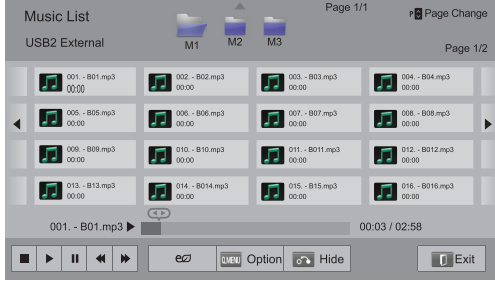 Music List
Page 1/1
P Page Change
USB2 External
M1
M2
M3
Page 1/2
001. - B01.mp3
00:00
002. - B02.mp3
00:00
003. - B03.mp3
00:00
004. - B04.mp3
00:00
005. - B05.mp3
00:00
006. - B06.mp3
00:00
007. - B07.mp3
00:00
008. - B08.mp3
00:00
009. - B09.mp3
00:00
010. - B10.mp3
00:00
011. - B011.mp3
00:00
012. - B012.mp3
00:00
013. - B13.mp3
00:00
014. - B014.mp3
00:00
015. - B15.mp3
00:00
016. - B016.mp3
00:00
001. - B01.mp3
00:03 / 02:58
Q.MENU Option
Hide
Exit